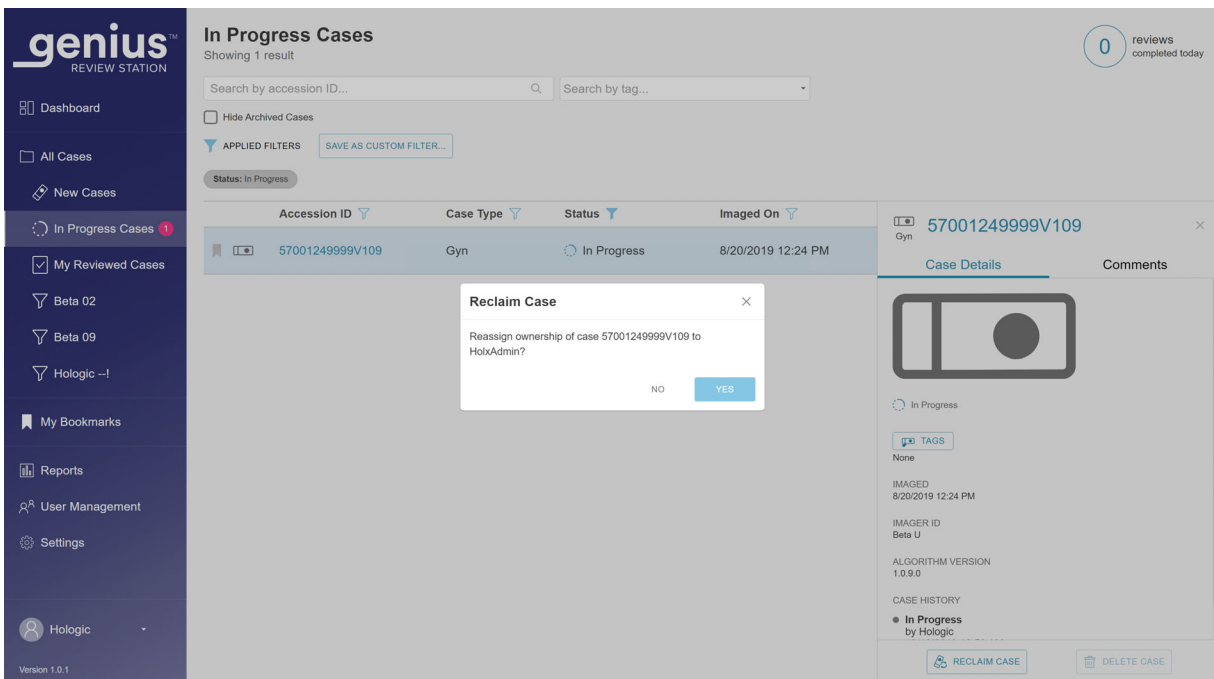 genius™
REVIEW STATION
Dashboard
All Cases
New Cases
In Progress Cases 1
My Reviewed Cases
Beta 02
Beta 09
Hologic --!
My Bookmarks
Reports
User Management
Settings
Hologic
Version 1.0.1
In Progress Cases
Showing 1 result
0 reviews
completed today
Search by accession ID...
Search by tag...
Hide Archived Cases
APPLIED FILTERS
SAVE AS CUSTOM FILTER...
Status: In Progress
Accession ID Case Type Status Imaged On
57001249999V109 Gyn In Progress 8/20/2019 12:24 PM
Reclaim Case
Reassign ownership of case 57001249999V109 to
HolxAdmin?
NO YES
Gyn
57001249999V109
Case Details Comments
In Progress
TAGS
None
IMAGED
8/20/2019 12:24 PM
IMAGER ID
Beta U
ALGORITHM VERSION
1.0.9.0
CASE HISTORY
In Progress
by Hologic
RECLAIM CASE DELETE CASE